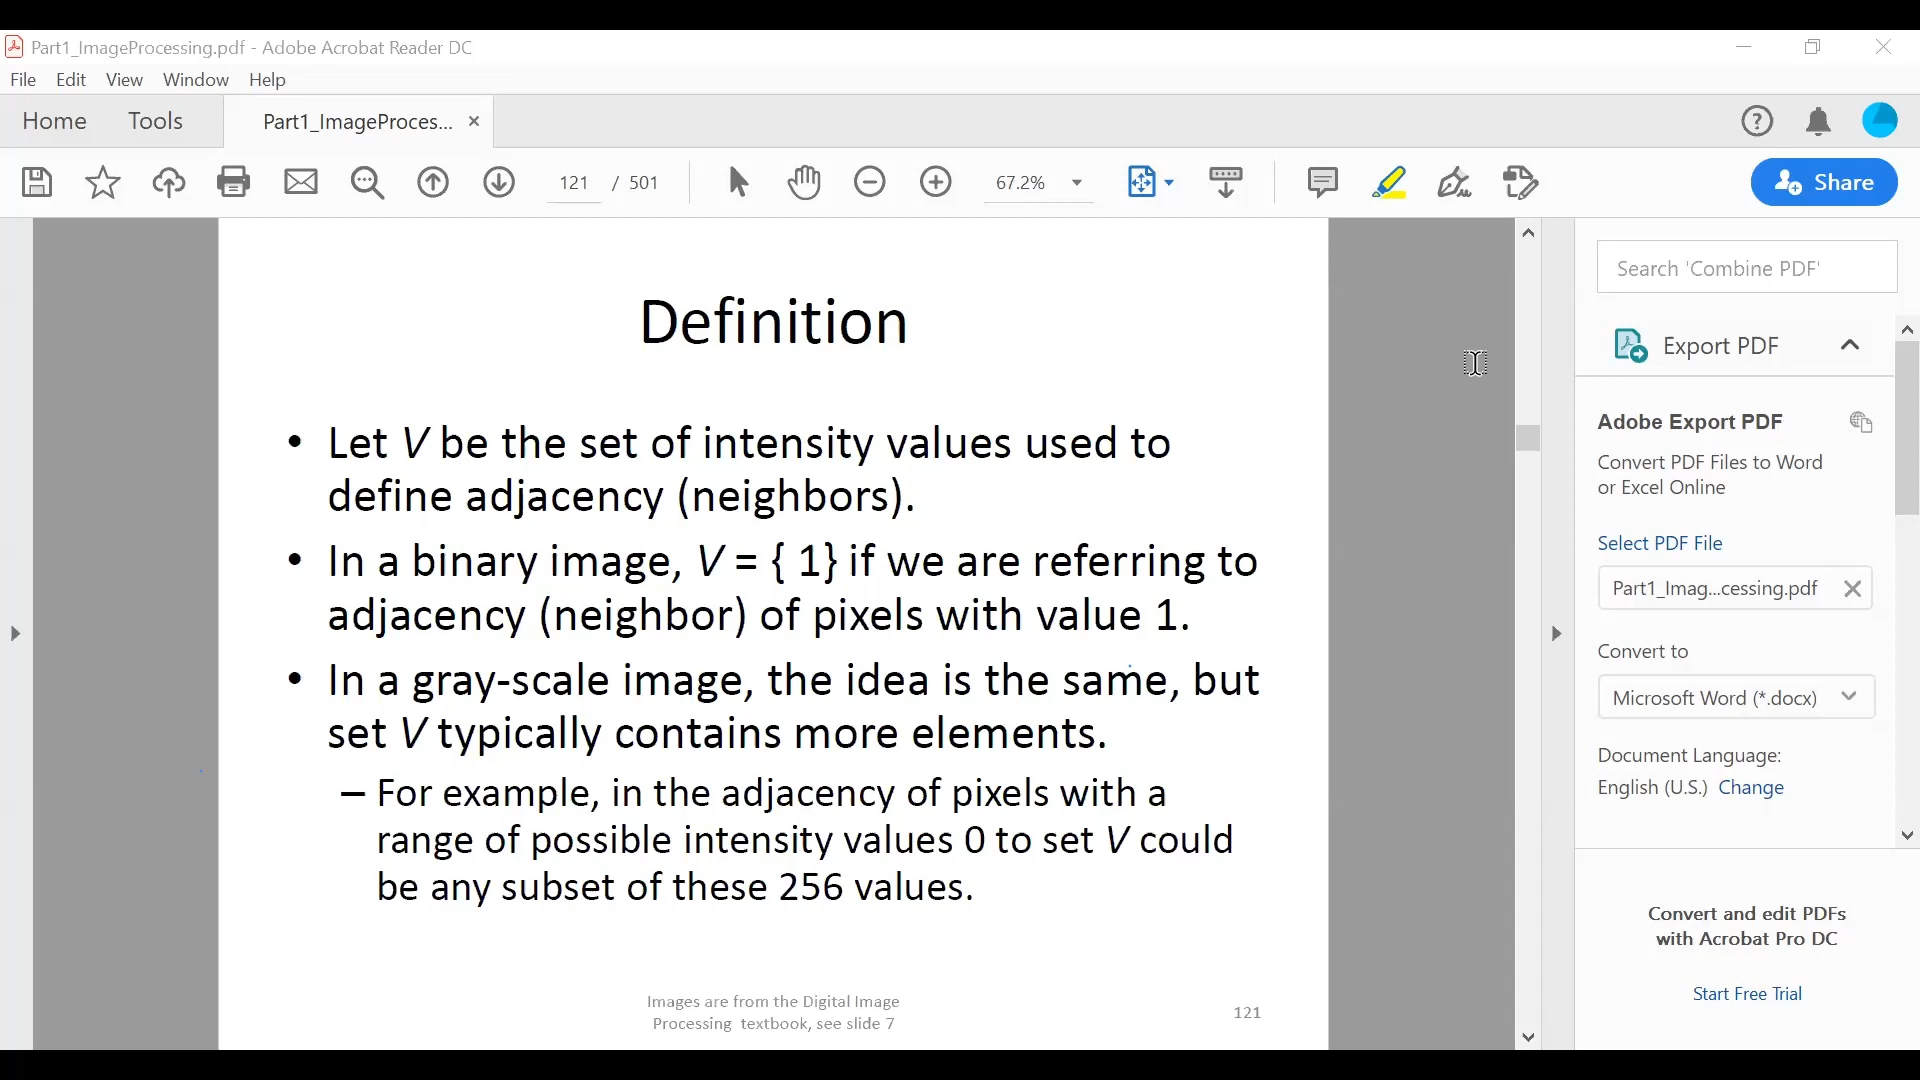 Part1_ImageProcessing.pdf - Adobe Acrobat Reader DC
File Edit View Window Help
Home Tools Part1_ImageProces... ×
121 / 501 67.2% Share
Search 'Combine PDF'
Export PDF
Adobe Export PDF
Convert PDF Files to Word
or Excel Online
Select PDF File
Part1_Imag...cessing.pdf
Convert to
Microsoft Word (*.docx)
Document Language:
English (U.S.) Change
Convert and edit PDFs
with Acrobat Pro DC
Start Free Trial
Definition
• Let V be the set of intensity values used to
define adjacency (neighbors).
• In a binary image, V = { 1} if we are referring to
adjacency (neighbor) of pixels with value 1.
• In a gray-scale image, the idea is the same, but
set V typically contains more elements.
– For example, in the adjacency of pixels with a
range of possible intensity values 0 to set V could
be any subset of these 256 values.
Images are from the Digital Image
Processing textbook, see slide 7
121